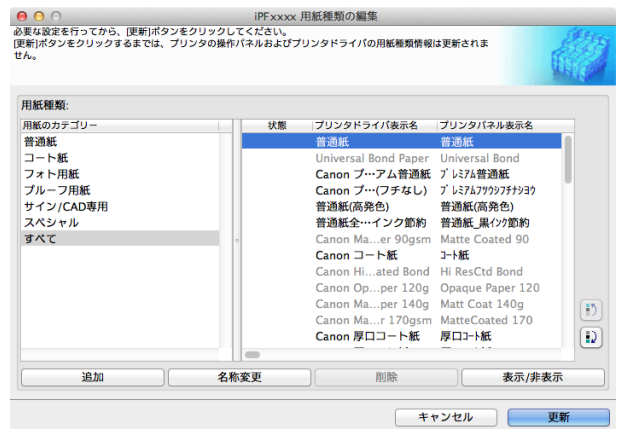 iPFxxxx 用紙種類の編集
必要な設定を行ってから、[更新]ボタンをクリックしてください。
[更新]ボタンをクリックするまでは、プリンタの操作パネルおよびプリンタドライバの用紙種類情報は更新されま
せん。
用紙種類:
用紙のカテゴリー
普通紙
コート紙
フォト用紙
プルーフ用紙
サイン/CAD専用
スペシャル
すべて
状態 プリンタドライバ表示名 プリンタパネル表示名
普通紙 普通紙
Universal Bond Paper Universal Bond
Canon プ…アム普通紙 プレミアム普通紙
Canon プ…(フチなし) プレミアムフツウシフチナシヨウ
普通紙(高発色) 普通紙(高発色)
普通紙全…インク節約 普通紙_黒インク節約
Canon Ma...er 90gsm Matte Coated 90
Canon コート紙 コート紙
Canon Hi...ated Bond Hi ResCtd Bond
Canon Op...per 120g Opaque Paper 120
Canon Ma...per 140g Matt Coat 140g
Canon Ma...r 170gsm MatteCoated 170
Canon 厚口コート紙 厚口コート紙
追加 名称変更 削除 表示/非表示
キャンセル 更新